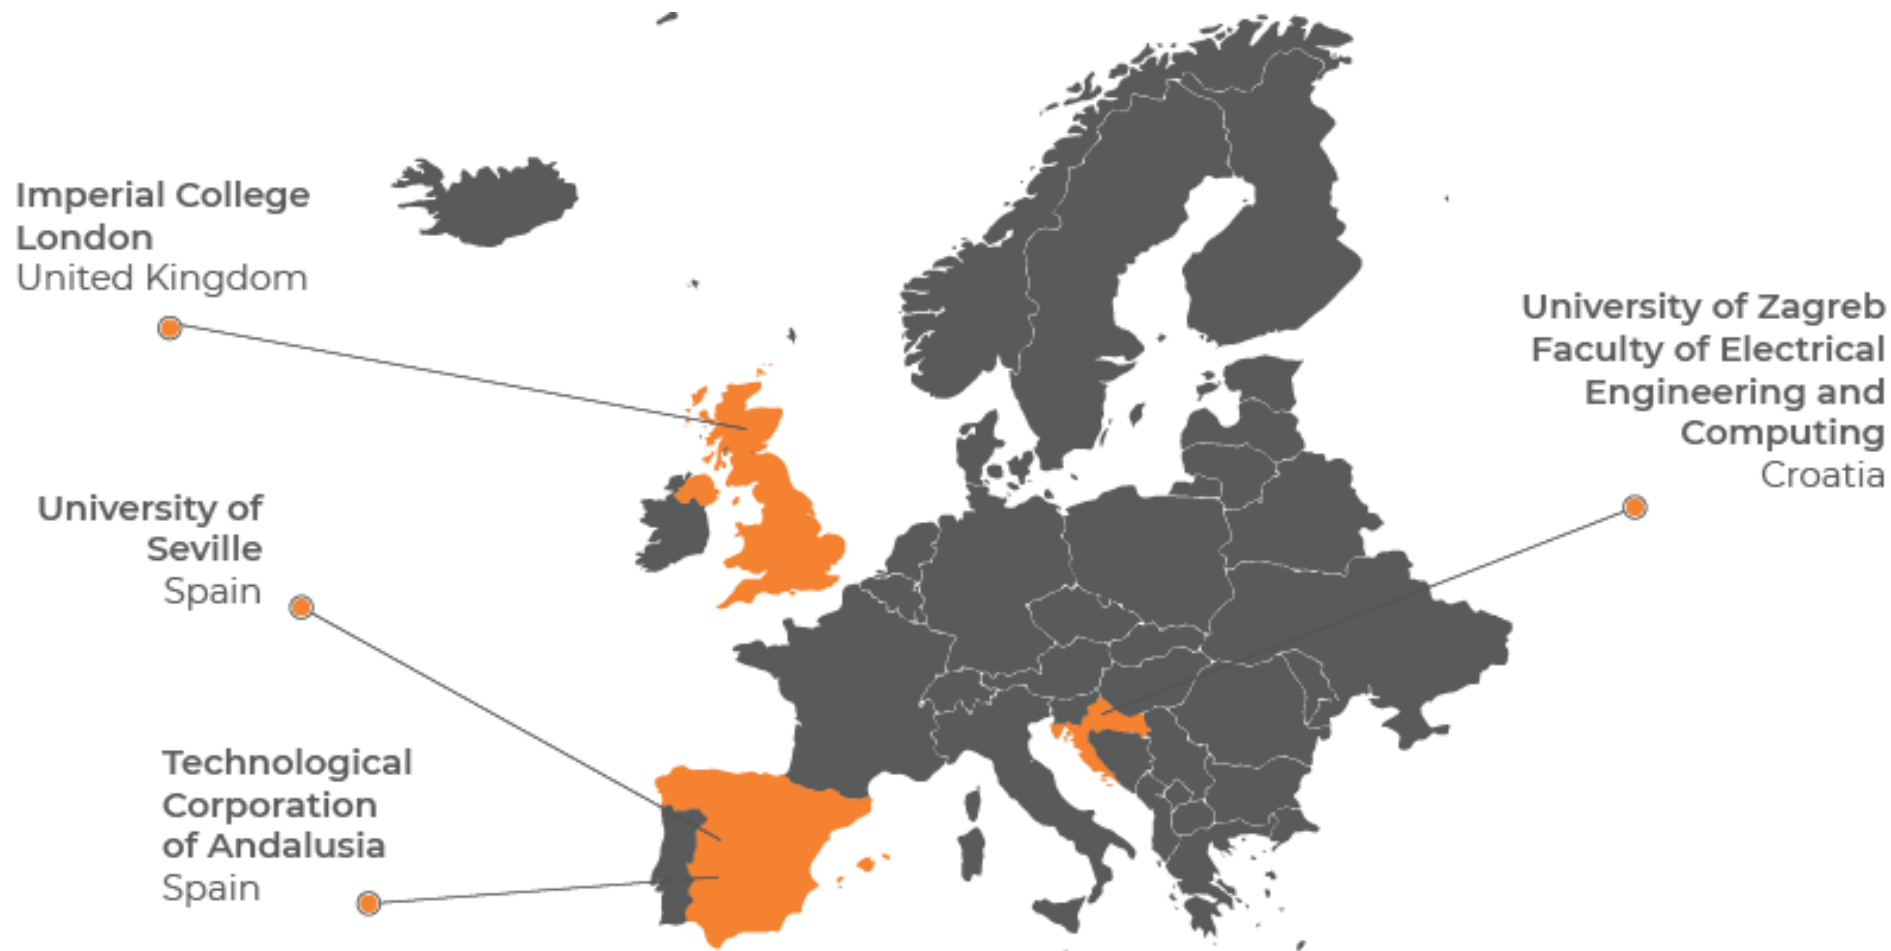 Imperial College
London
United Kingdom
University of Zagreb
Faculty of Electrical
Engineering and
Computing
Croatia
University of
Seville
Spain
Technological
Corporation
of Andalusia
Spain